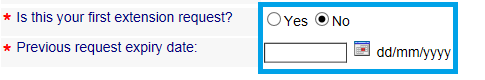 * Is this your first extension request? Yes No
* Previous request expiry date: dd/mm/yyyy